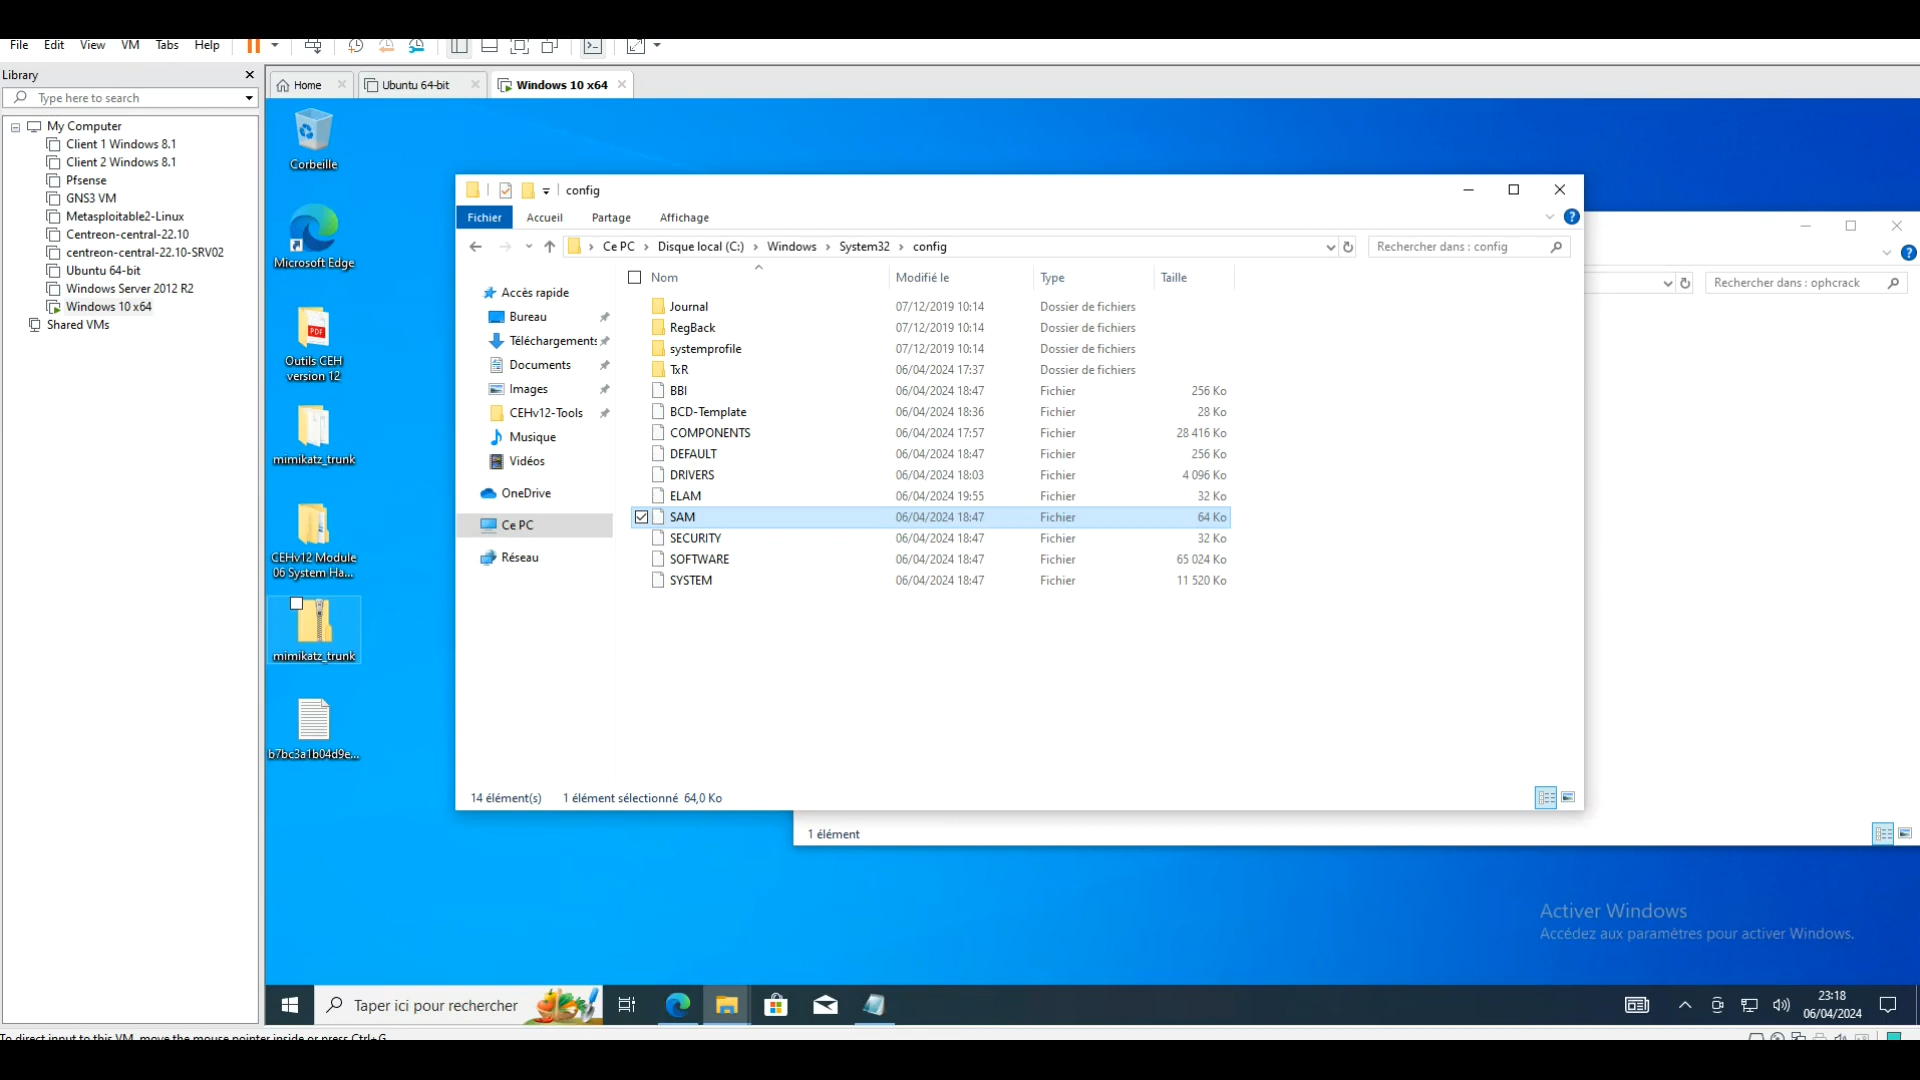 File Edit View VM Tabs Help
Library
Type here to search
My Computer
Client 1 Windows 8.1
Client 2 Windows 8.1
Pfsense
GNS3 VM
Metasploitable2-Linux
Centreon-central-22.10
centreon-central-22.10-SRV02
Ubuntu 64-bit
Windows Server 2012 R2
Windows 10 x64
Shared VMs
Home Ubuntu 64-bit Windows 10 x64
Corbeille
Microsoft Edge
PDF
Outils CEH
version 12
mimikatz_trunk
CEHv12 Module
06 System Ha...
mimikatz_trunk
b7bc3a1b04d9e...
config
Fichier Accueil Partage Affichage
Ce PC Disque local (C:) Windows System32 config
Rechercher dans : config
Accès rapide
Bureau
Téléchargements
Documents
Images
CEHv12-Tools
Musique
Vidéos
OneDrive
Ce PC
Réseau
Nom Modifié le Type Taille
Journal 07/12/2019 10:14 Dossier de fichiers
RegBack 07/12/2019 10:14 Dossier de fichiers
systemprofile 07/12/2019 10:14 Dossier de fichiers
TxR 06/04/2024 17:37 Dossier de fichiers
BBI 06/04/2024 18:47 Fichier 256 Ko
BCD-Template 06/04/2024 18:36 Fichier 28 Ko
COMPONENTS 06/04/2024 17:57 Fichier 28 416 Ko
DEFAULT 06/04/2024 18:47 Fichier 256 Ko
DRIVERS 06/04/2024 18:03 Fichier 4 096 Ko
ELAM 06/04/2024 19:55 Fichier 32 Ko
SAM 06/04/2024 18:47 Fichier 64 Ko
SECURITY 06/04/2024 18:47 Fichier 32 Ko
SOFTWARE 06/04/2024 18:47 Fichier 65 024 Ko
SYSTEM 06/04/2024 18:47 Fichier 11 520 Ko
14 élément(s) 1 élément sélectionné 64,0 Ko
Rechercher dans : ophcrack
1 élément
Activer Windows
Accédez aux paramètres pour activer Windows.
Taper ici pour rechercher
23:18
06/04/2024
To direct input to this VM, move the mouse pointer inside or press Ctrl+G.